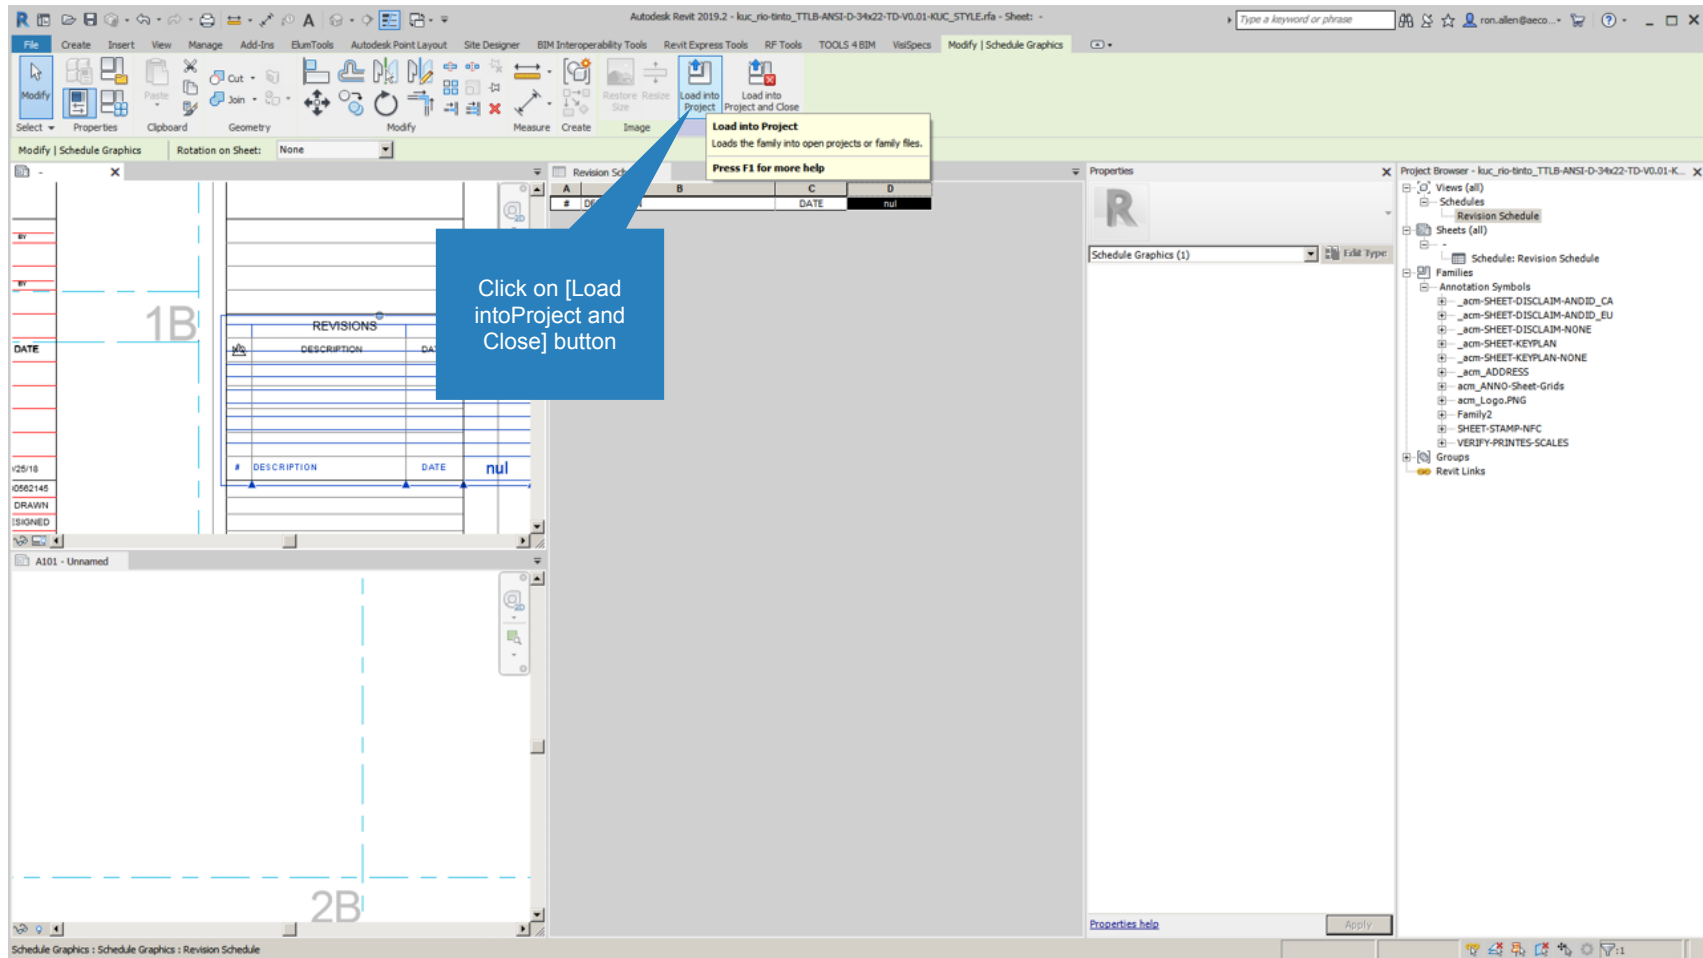 Autodesk Revit 2019.2 - kuc_rio-tinto_TTLB-ANSI-D-34x22-TD-V0.01-KUC_STYLE.rfa - Sheet: -
Type a keyword or phrase
ron.allen@aeco...
File Create Insert View Manage Add-Ins ElumTools Autodesk Point Layout Site Designer BIM Interoperability Tools Revit Express Tools RF Tools TOOLS 4 BIM VisiSpecs Modify | Schedule Graphics
Modify
Paste
Cut
Join
Restore Size
Resize
Load into Project
Load into Project and Close
Select Properties Clipboard Geometry Modify Measure Create Image
Load into Project
Loads the family into open projects or family files.
Press F1 for more help
Modify | Schedule Graphics Rotation on Sheet: None
-
Revision Sch
A B C D
# DATE nul
Click on [Load
intoProject and
Close] button
BY
BY
1B
REVISIONS
DATE
DESCRIPTION
DA
# DESCRIPTION DATE nul
/25/18
DRAWN
A101 - Unnamed
2B
Properties
R
Schedule Graphics (1)
Edit Type
Properties help
Apply
Project Browser - kuc_rio-tinto_TTLB-ANSI-D-34x22-TD-V0.01-K...
Views (all)
Schedules
Revision Schedule
Sheets (all)
-
Schedule: Revision Schedule
Families
Annotation Symbols
_acm-SHEET-DISCLAIM-ANDID_CA
_acm-SHEET-DISCLAIM-ANDID_EU
_acm-SHEET-DISCLAIM-NONE
_acm-SHEET-KEYPLAN
_acm-SHEET-KEYPLAN-NONE
_acm_ADDRESS
acm_ANNO-Sheet-Grids
acm_Logo.PNG
Family2
SHEET-STAMP-NFC
VERIFY-PRINTES-SCALES
Groups
Revit Links
Schedule Graphics : Schedule Graphics : Revision Schedule
:1